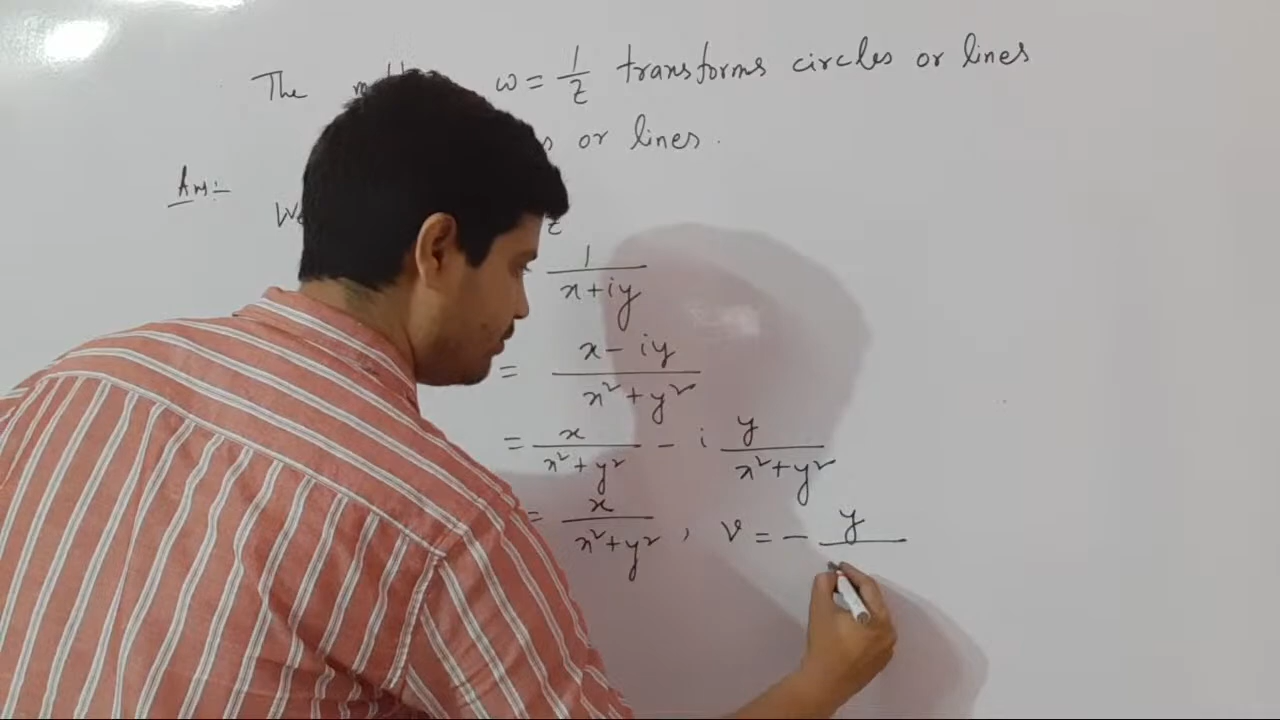 The w = 1/z transforms circles or lines
or lines.
Ans:-
1/(x+iy)
= (x - iy)/(x² + y²)
= x/(x² + y²) - i y/(x² + y²)
= x/(x² + y²) , v = - y/